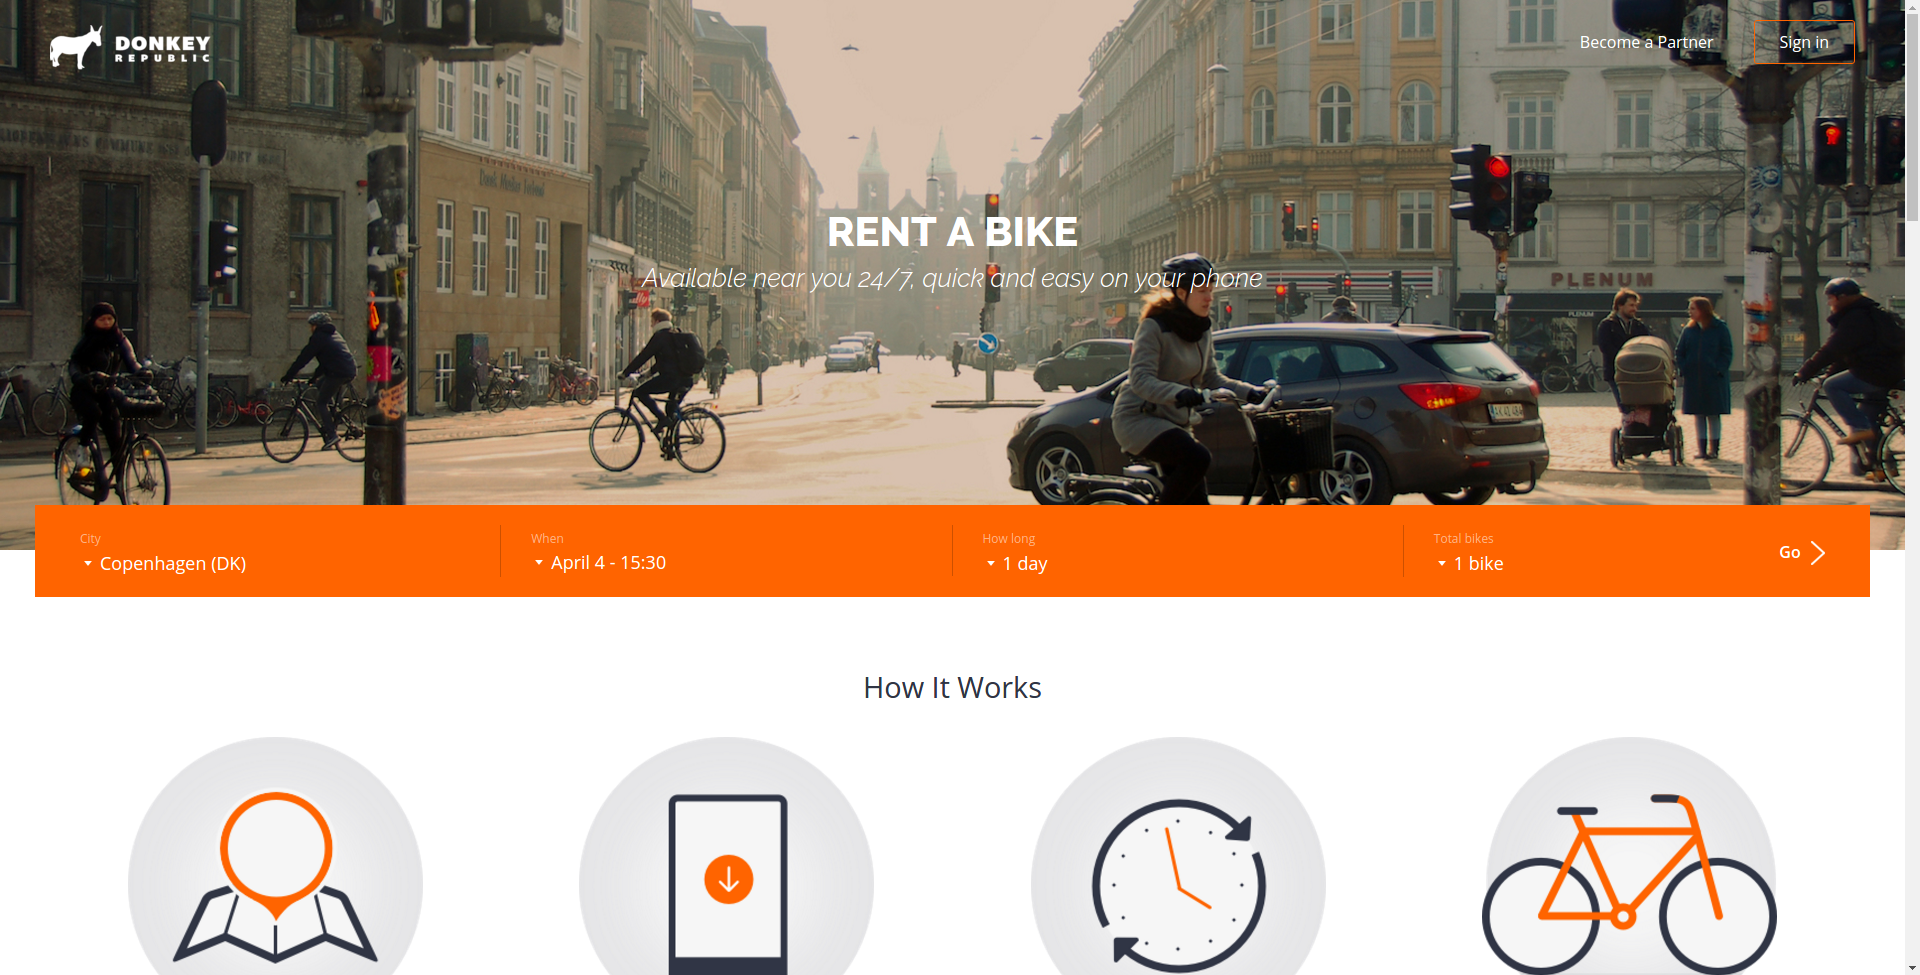 DONKEY
REPUBLIC
Become a Partner
Sign in
RENT A BIKE
Available near you 24/7, quick and easy on your phone
PLENUM
PLENUM
City
Copenhagen (DK)
When
April 4 - 15:30
How long
1 day
Total bikes
1 bike
Go
How It Works